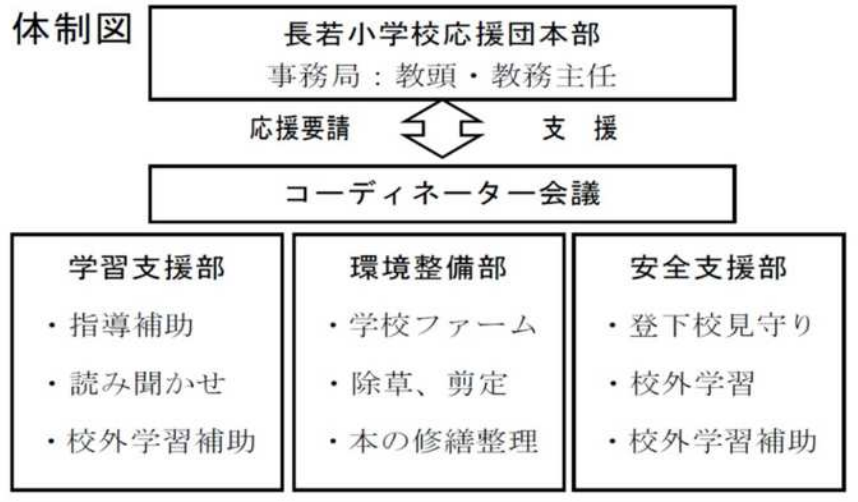 体制図
長若小学校応援団本部
事務局：教頭・教務主任
応援要請
支　援
コーディネーター会議
学習支援部
・指導補助
・読み聞かせ
・校外学習補助
環境整備部
・学校ファーム
・除草、剪定
・本の修繕整理
安全支援部
・登下校見守り
・校外学習
・校外学習補助